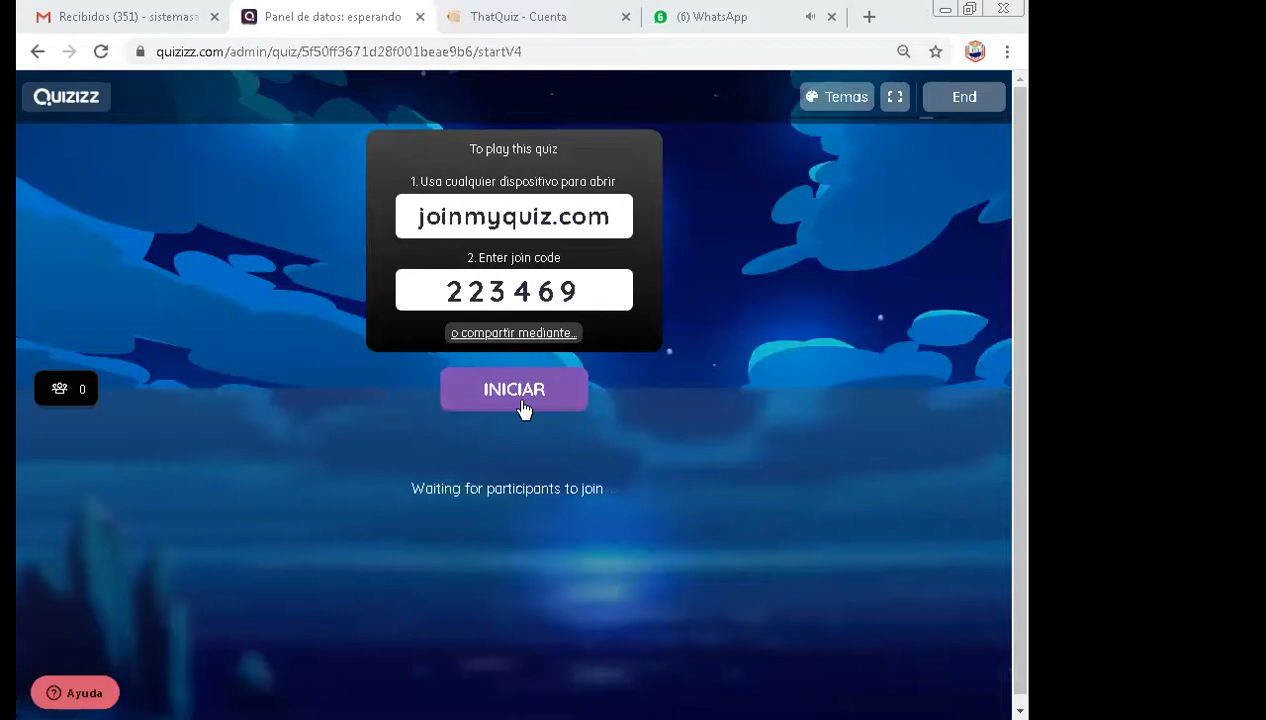 Recibidos (351) - sistemasa
Panel de datos: esperando
ThatQuiz - Cuenta
6
(6) WhatsApp
quizizz.com/admin/quiz/5f50ff3671d28f001beae9b6/startV4
QUIZIZZ
Temas
End
To play this quiz
1. Usa cualquier dispositivo para abrir
joinmyquiz.com
2. Enter join code
223469
o compartir mediante...
INICIAR
0
Waiting for participants to join
Ayuda